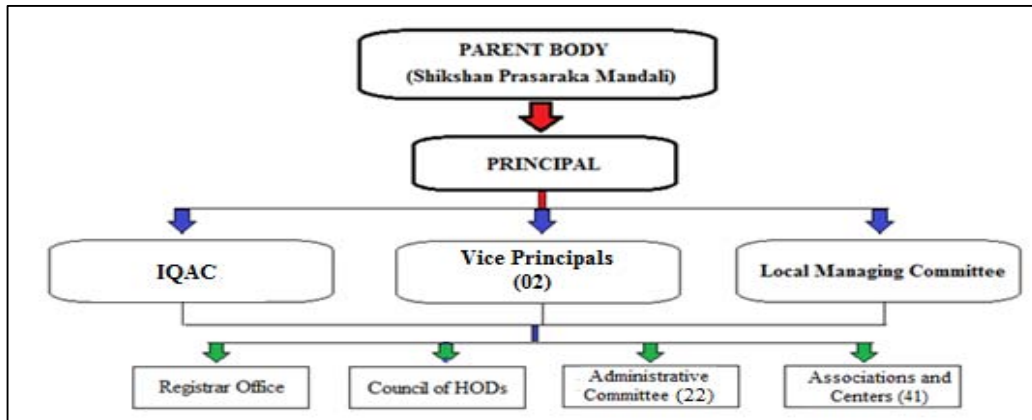 PARENT BODY
(Shikshan Prasaraka Mandali)
PRINCIPAL
IQAC
Vice Principals
(02)
Local Managing Committee
Registrar Office
Council of HODs
Administrative
Committee (22)
Associations and
Centers (41)